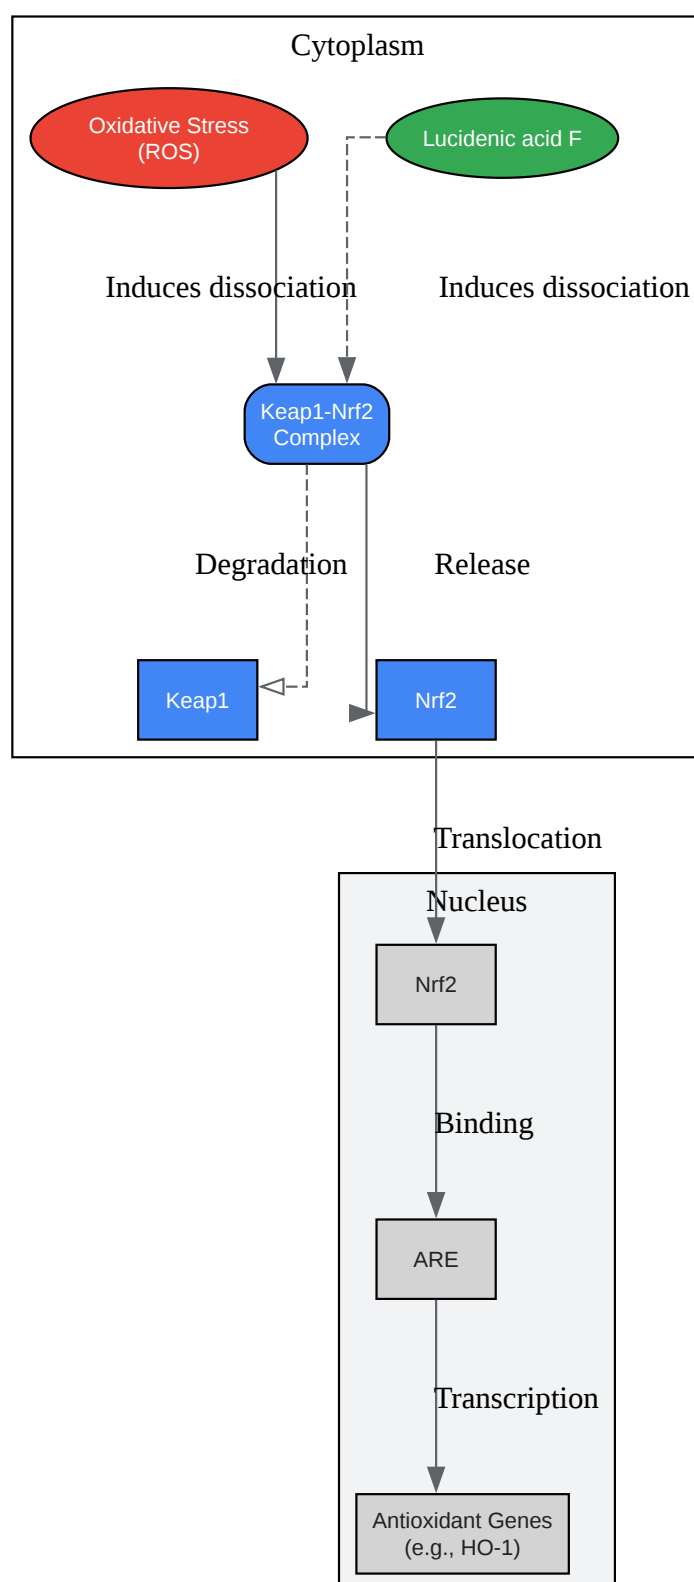 Cytoplasm
Oxidative Stress
(ROS)
Lucidenic acid F
Induces dissociation
Induces dissociation
Keap1-Nrf2
Complex
Degradation
Release
Keap1
Nrf2
Translocation
Nucleus
Nrf2
Binding
ARE
Transcription
Antioxidant Genes
(e.g., HO-1)